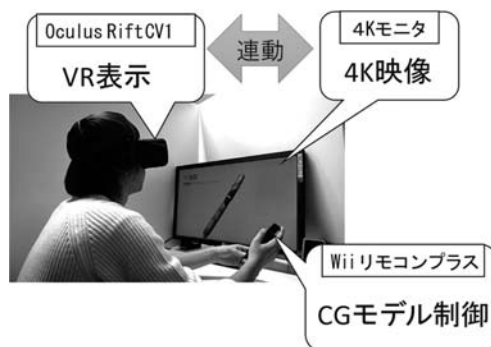 Oculus RiftCV1
VR表示
連動
4Kモニタ
4K映像
Wiiリモコンプラス
CGモデル制御